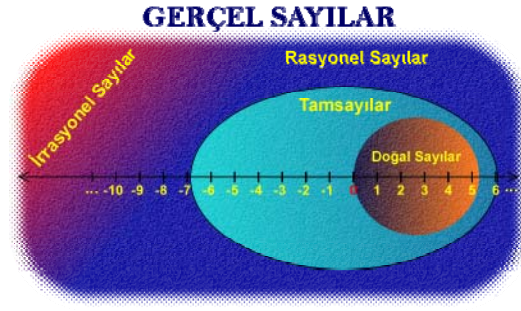 GERÇEL SAYILAR
Rasyonel Sayılar
İrrasyonel Sayılar
Tamsayılar
Doğal Sayılar
... -10 -9 -8 -7 -6 -5 -4 -3 -2 -1 0 1 2 3 4 5 6 ...